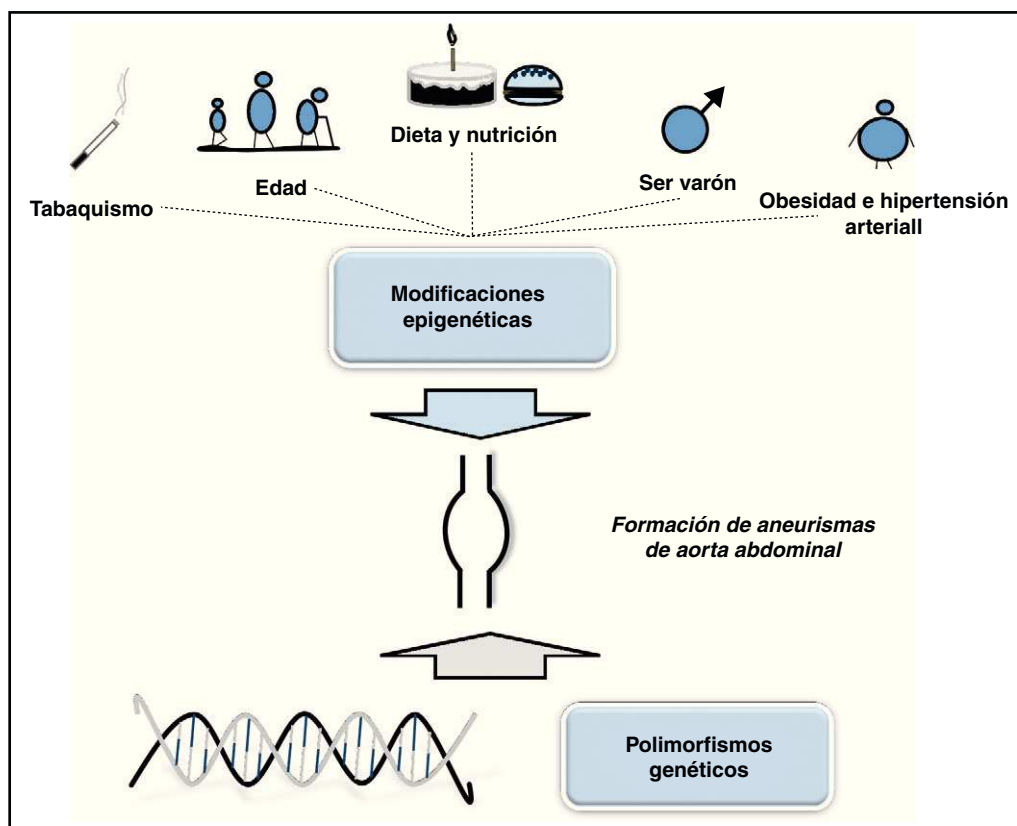 Dieta y nutrición
Edad
Ser varón
Tabaquismo
Obesidad e hipertensión
arteriall
Modificaciones
epigenéticas
Formación de aneurismas
de aorta abdominal
Polimorfismos
genéticos